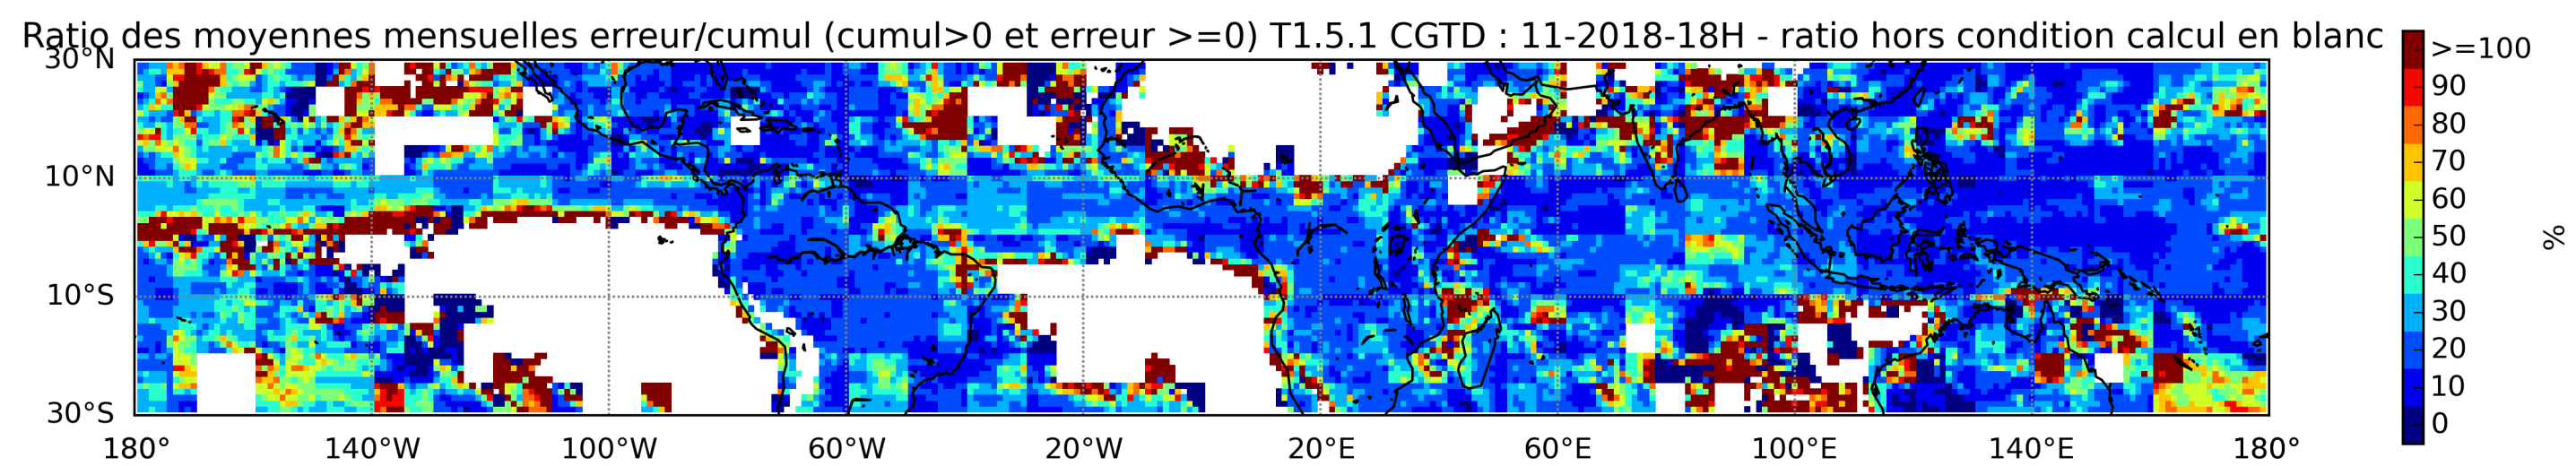 Ratio des moyennes mensuelles erreur/cumul (cumul>0 et erreur >=0) T1.5.1 CGTD : 11-2018-18H - ratio hors condition calcul en blanc
30°N
10°N
10°S
30°S
180°
140°W
100°W
60°W
20°W
20°E
60°E
100°E
140°E
180°
>=100
90
80
70
60
50
40
30
20
10
0
%